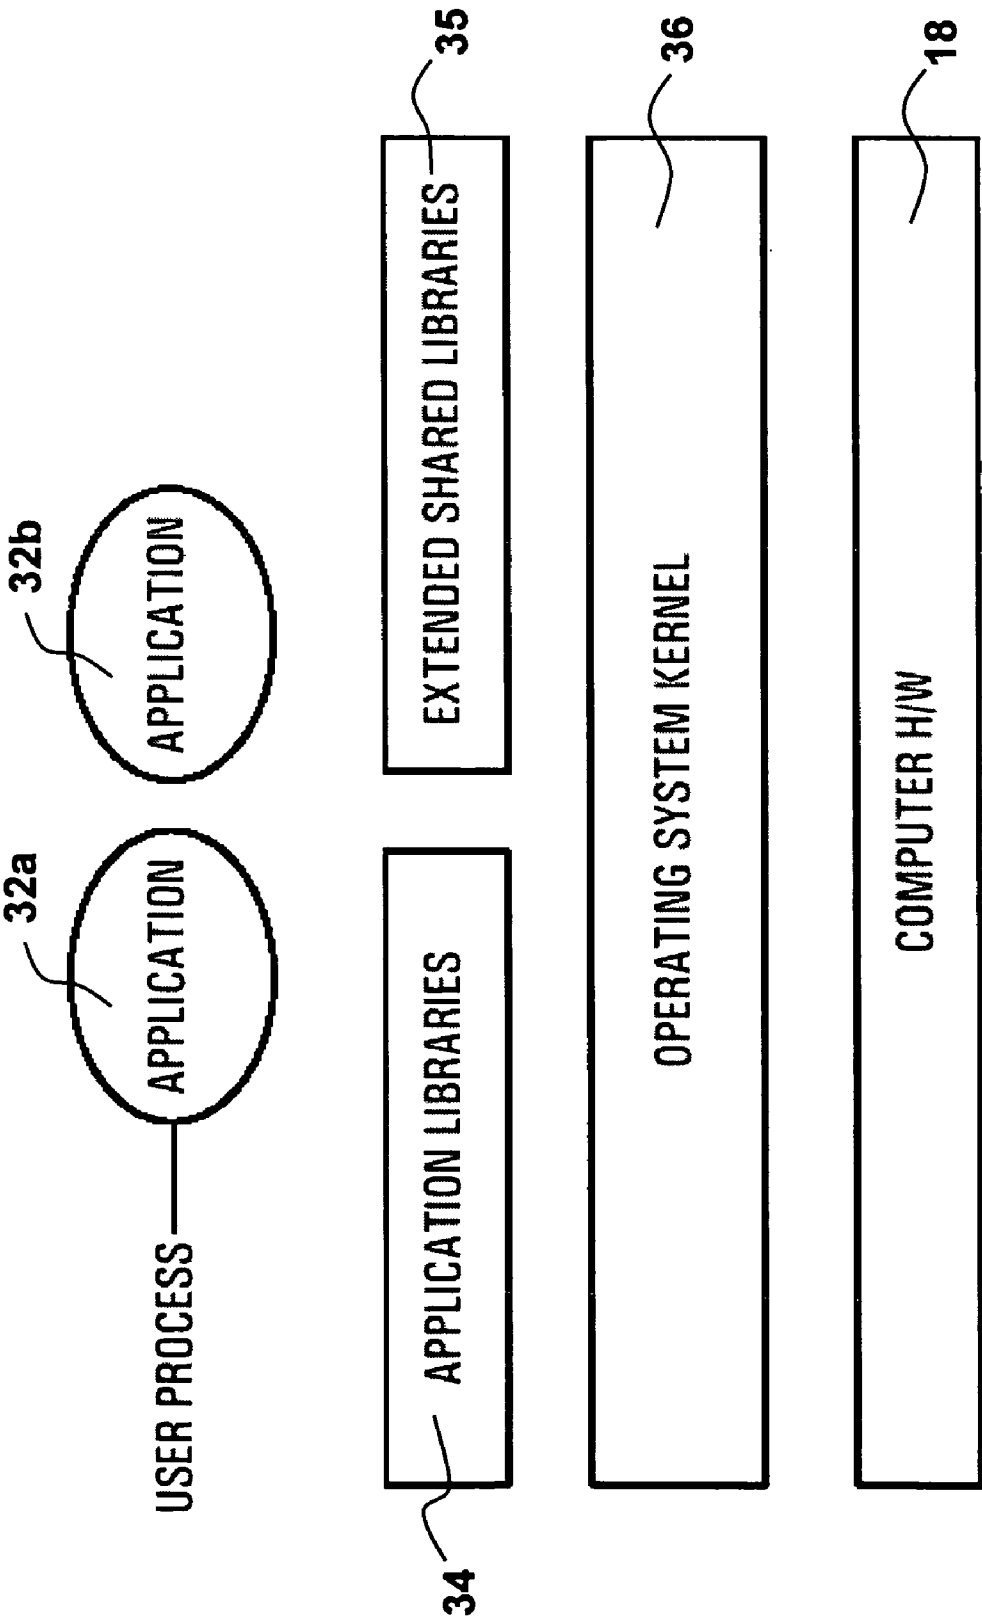 32a
32b
USER PROCESS
APPLICATION
APPLICATION
35
APPLICATION LIBRARIES
EXTENDED SHARED LIBRARIES
34
36
OPERATING SYSTEM KERNEL
18
COMPUTER H/W